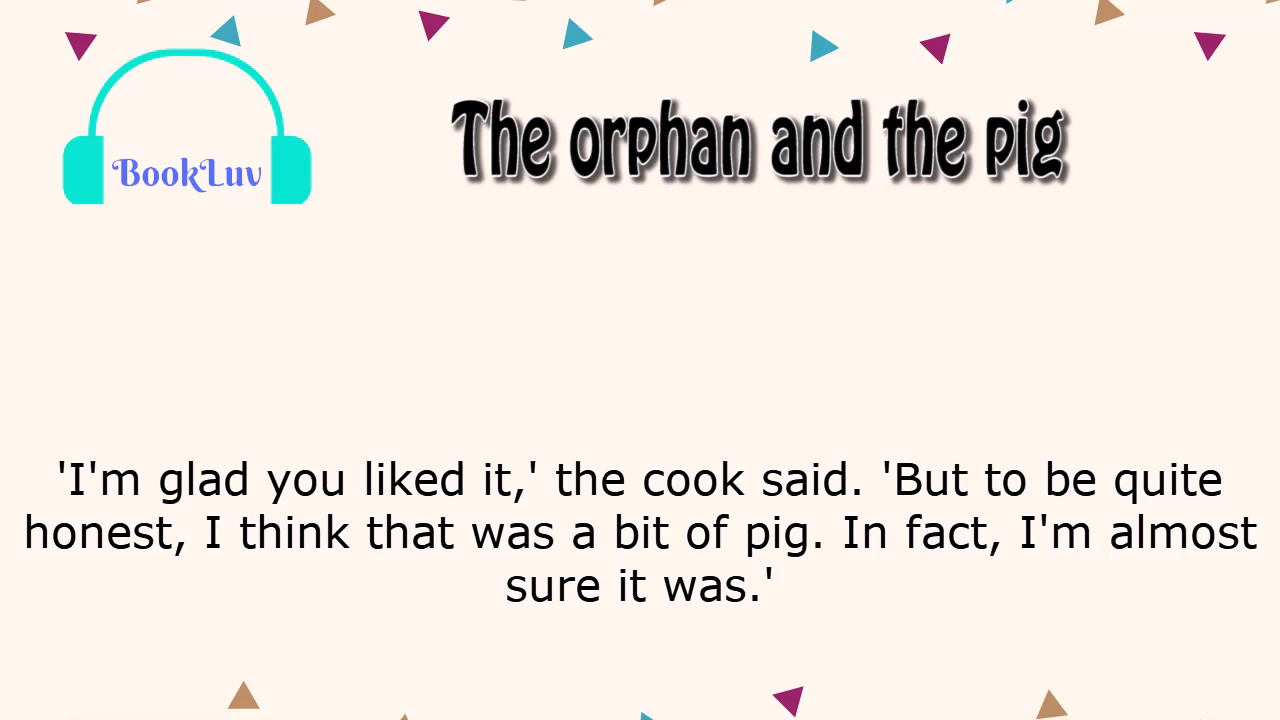 BookLuv
The orphan and the pig
'I'm glad you liked it,' the cook said. 'But to be quite
honest, I think that was a bit of pig. In fact, I'm almost
sure it was.'